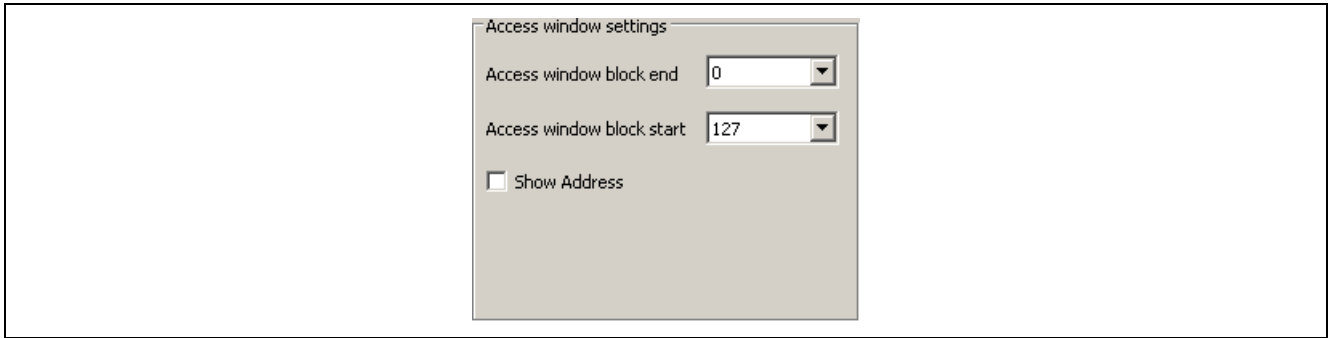 Access window settings
Access window block end 0
Access window block start 127
Show Address